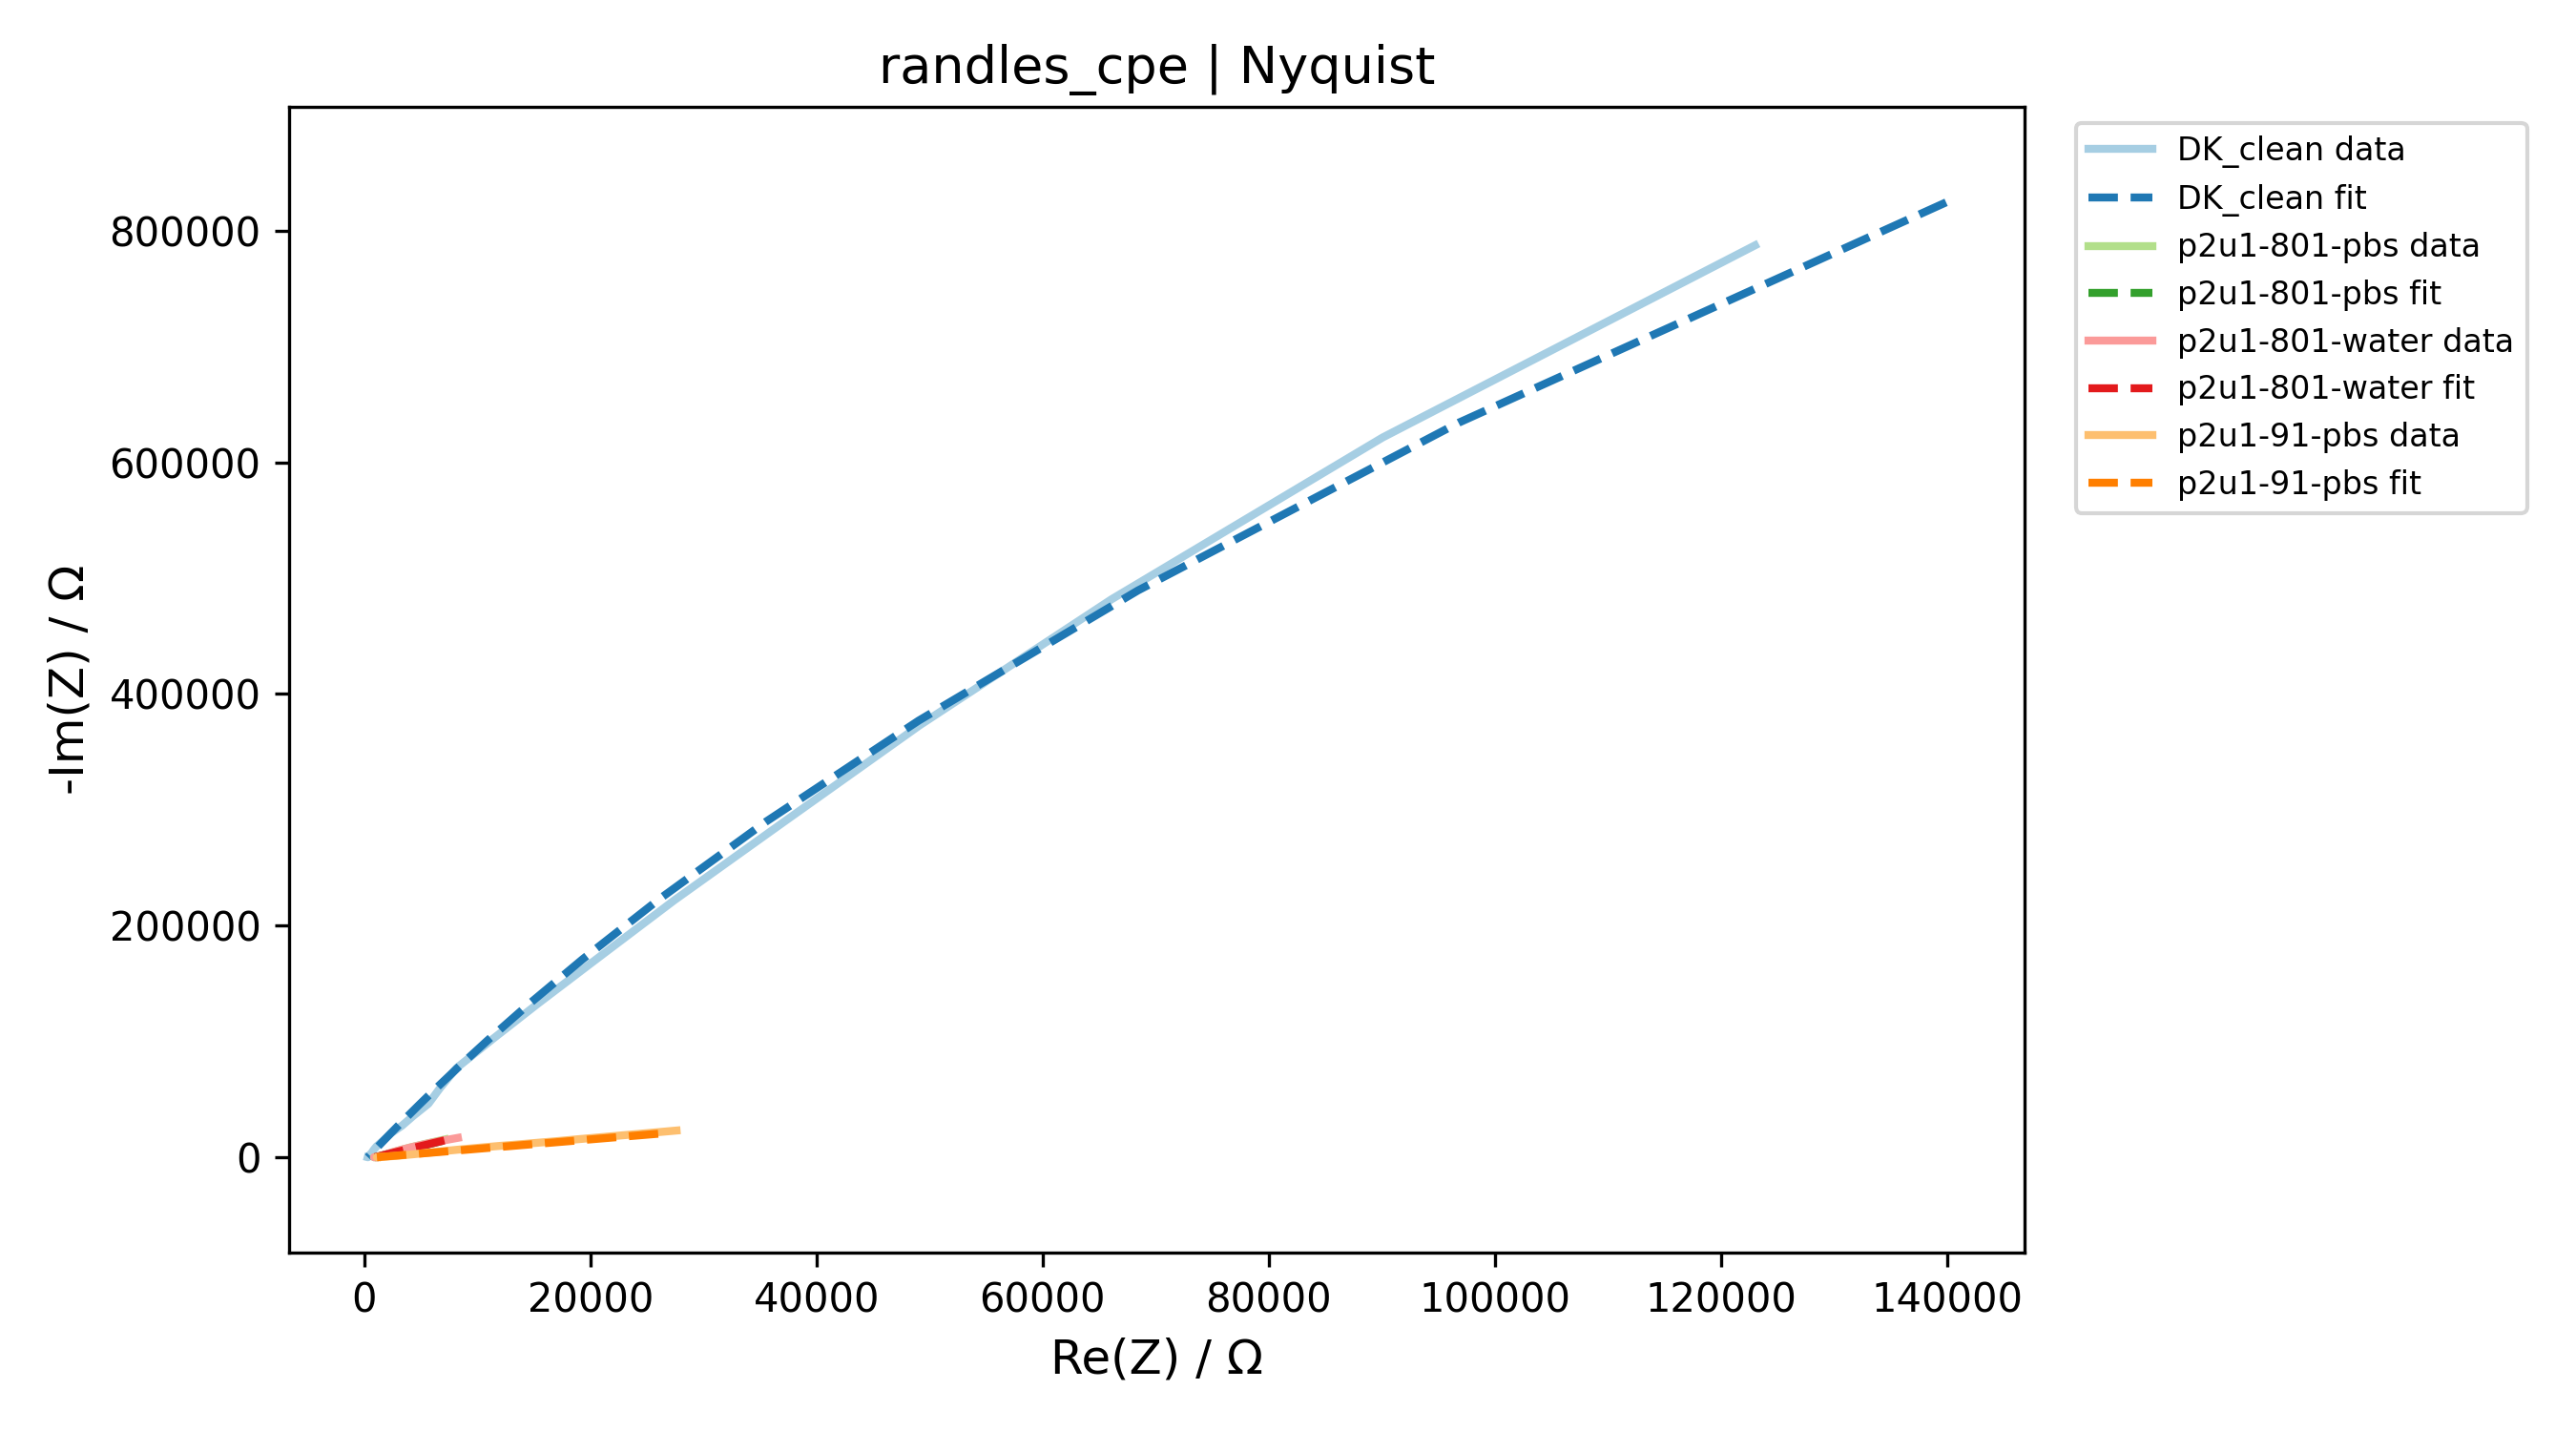 randles_cpe | Nyquist
-Im(Z) / Ω
800000
600000
400000
200000
0
0 20000 40000 60000 80000 100000 120000 140000
Re(Z) / Ω
DK_clean data
DK_clean fit
p2u1-801-pbs data
p2u1-801-pbs fit
p2u1-801-water data
p2u1-801-water fit
p2u1-91-pbs data
p2u1-91-pbs fit